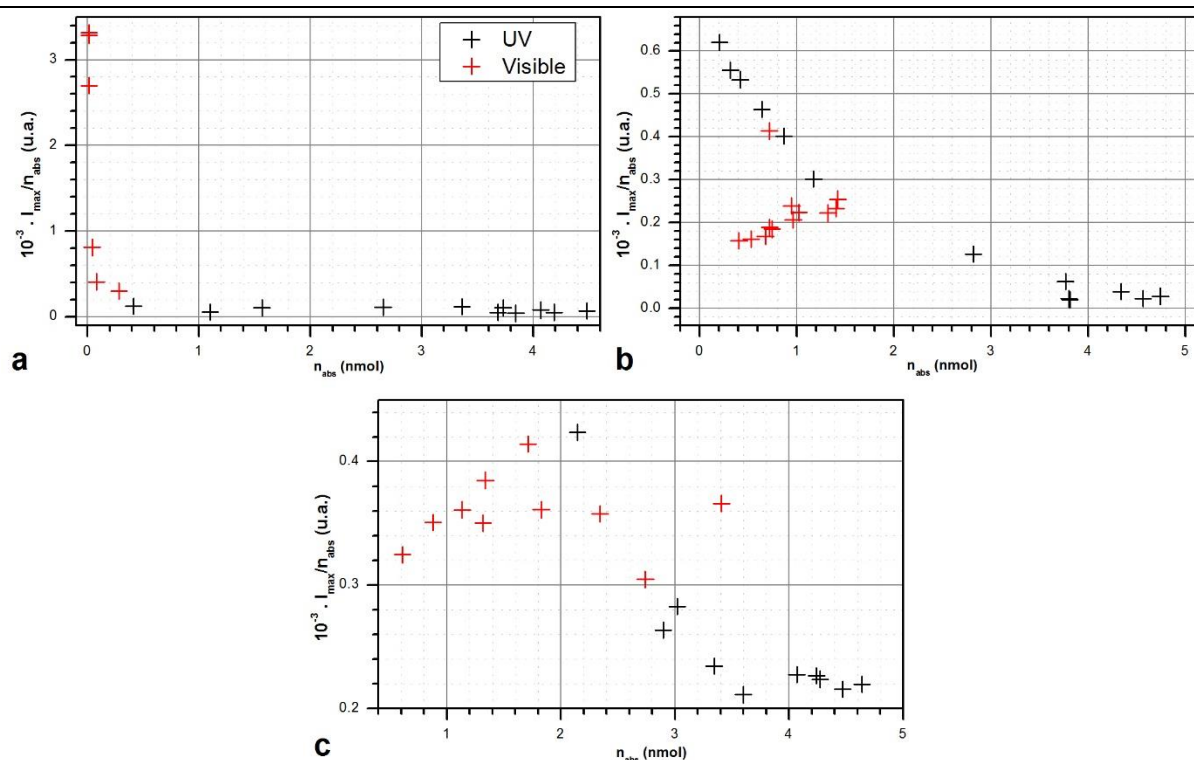 3
2
1
0
10⁻³ . I_max/n_abs (u.a.)
UV
Visible
0 1 2 3 4
a
n_abs (nmol)
0.6
0.5
0.4
0.3
0.2
0.1
0.0
10⁻³ . I_max/n_abs (u.a.)
0 1 2 3 4 5
b
n_abs (nmol)
0.4
0.3
0.2
10⁻³ . I_max/n_abs (u.a.)
1 2 3 4 5
c
n_abs (nmol)